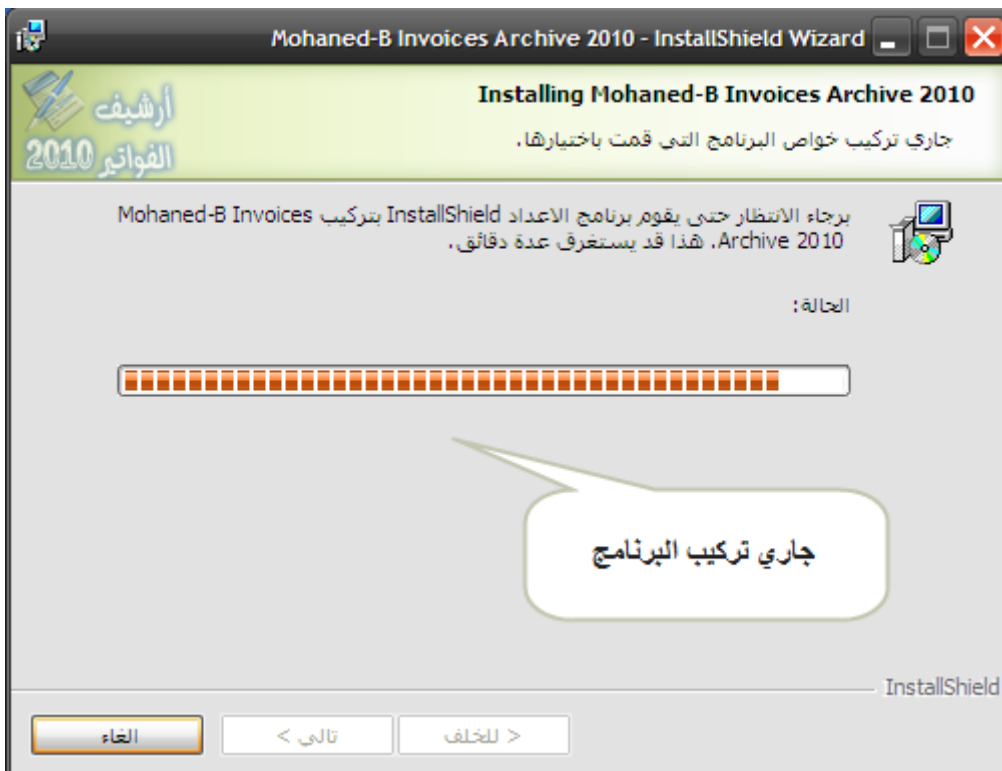 Mohaned-B Invoices Archive 2010 - InstallShield Wizard
أرشيف
الفواتير 2010
Installing Mohaned-B Invoices Archive 2010
جاري تركيب خواص البرنامج التي قمت باختيارها.
برجاء الانتظار حتى يقوم برنامج الاعداد InstallShield بتركيب Mohaned-B Invoices
Archive 2010. هذا قد يستغرق عدة دقائق.
الحالة:
جاري تركيب البرنامج
InstallShield
< للخلف
تالي >
الغاء